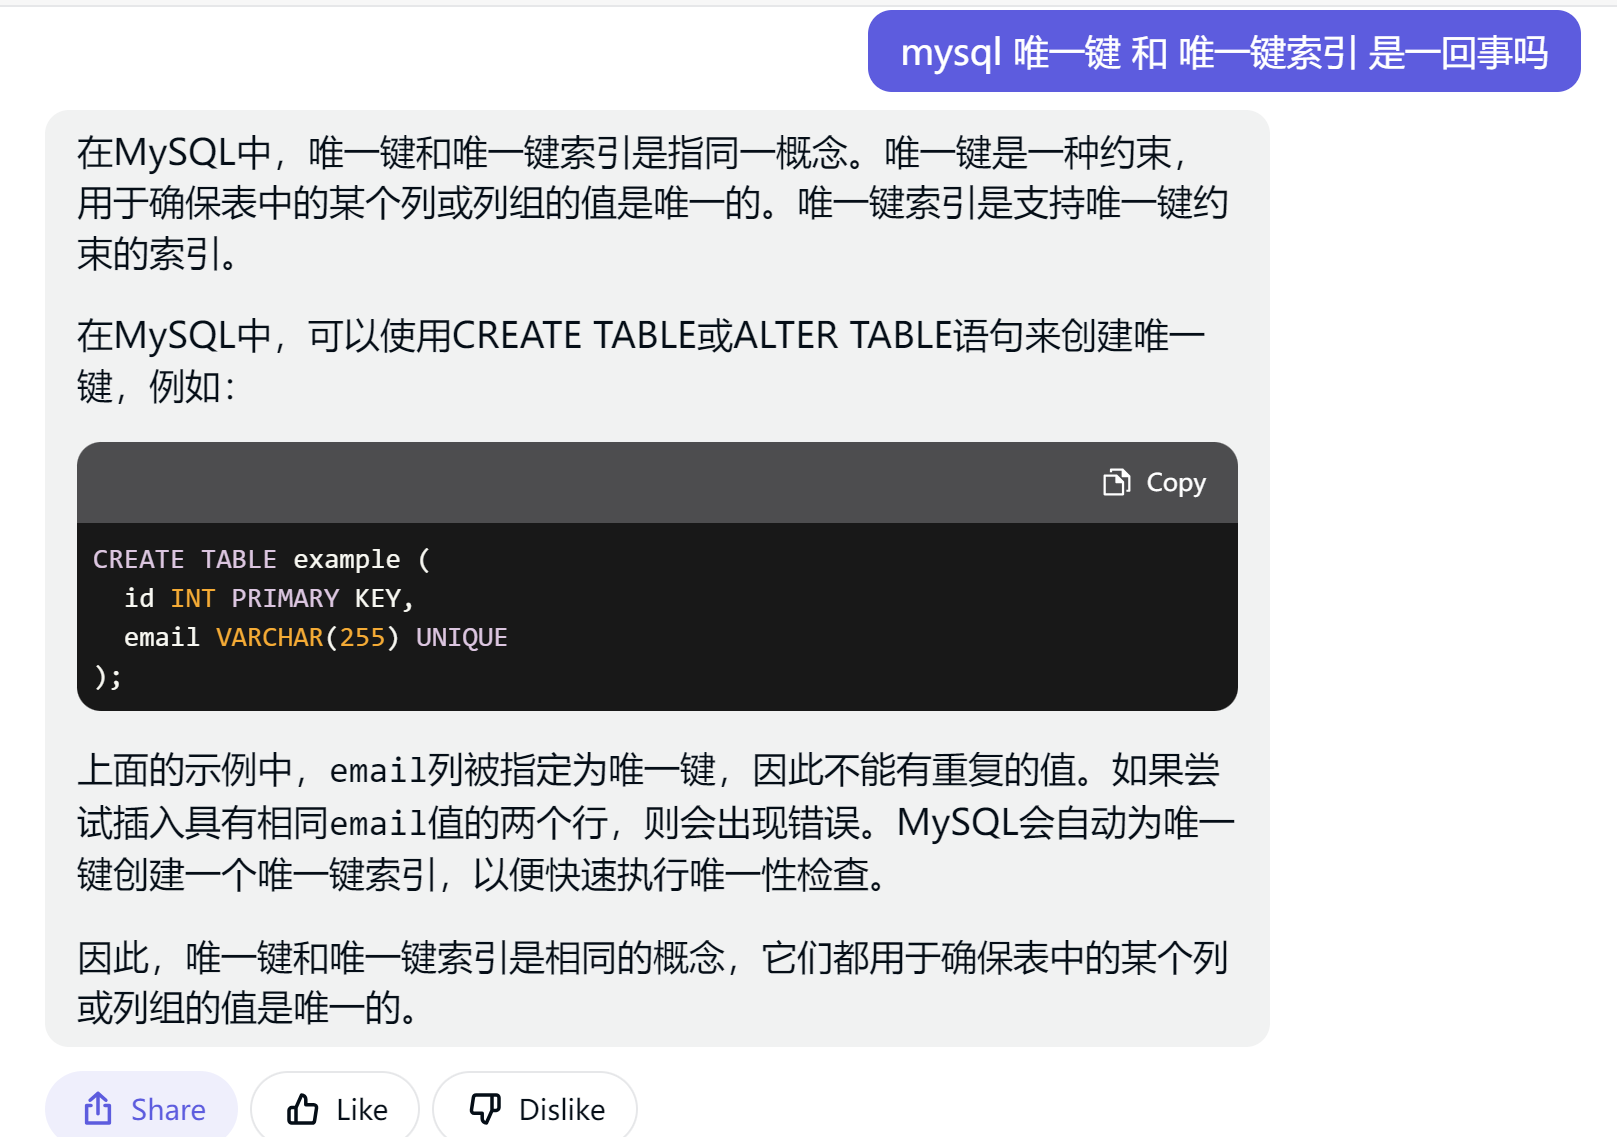 mysql 唯一键 和 唯一键索引 是一回事吗
在MySQL中，唯一键和唯一键索引是指同一概念。唯一键是一种约束，
用于确保表中的某个列或列组的值是唯一的。唯一键索引是支持唯一键约
束的索引。
在MySQL中，可以使用CREATE TABLE或ALTER TABLE语句来创建唯一
键，例如：
Copy
CREATE TABLE example (
  id INT PRIMARY KEY,
  email VARCHAR(255) UNIQUE
);
上面的示例中，email列被指定为唯一键，因此不能有重复的值。如果尝
试插入具有相同email值的两个行，则会出现错误。MySQL会自动为唯一
键创建一个唯一键索引，以便快速执行唯一性检查。
因此，唯一键和唯一键索引是相同的概念，它们都用于确保表中的某个列
或列组的值是唯一的。
Share
Like
Dislike